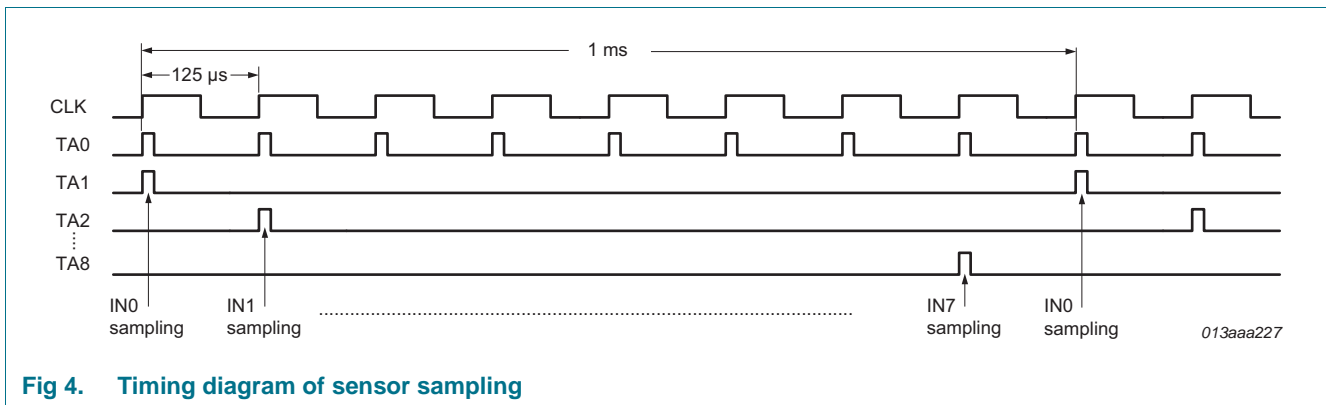 1 ms
125 µs
CLK
TA0
TA1
TA2
TA8
IN0
sampling
IN1
sampling
IN7
sampling
IN0
sampling
013aaa227
Fig 4. Timing diagram of sensor sampling